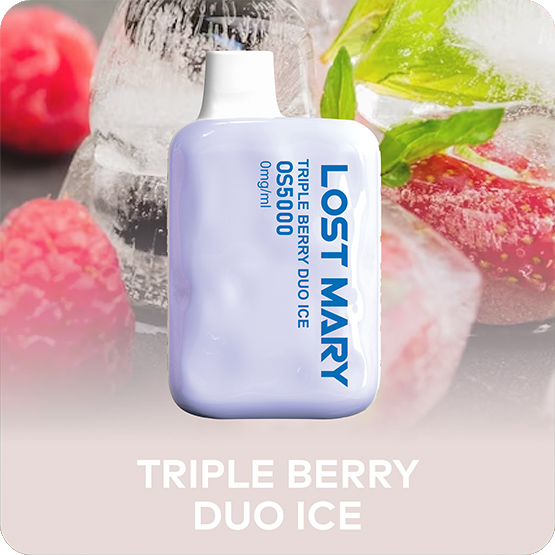 LOST MARY
TRIPLE BERRY DUO ICE
OS5000
0mg/ml
TRIPLE BERRY
DUO ICE